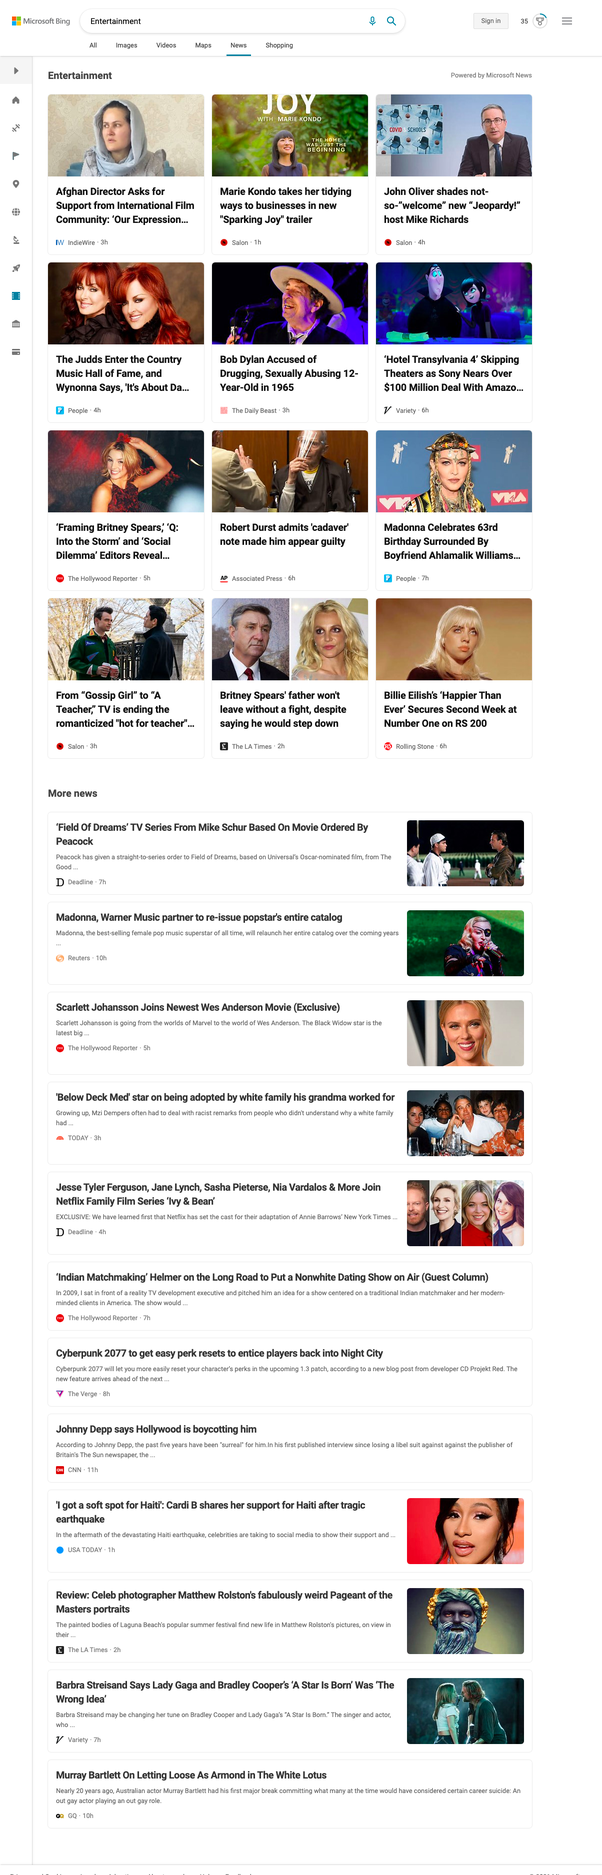 Microsoft Bing
Entertainment
Sign in
35
All
Images
Videos
Maps
News
Shopping
Entertainment
Powered by Microsoft News
Afghan Director Asks for
Support from International Film
Community: ‘Our Expression...
IndieWire · 3h
JOY
WITH MARIE KONDO
THE HOME
WAS JUST THE
BEGINNING
Marie Kondo takes her tidying
ways to businesses in new
"Sparking Joy" trailer
Salon · 1h
COVID SCHOOLS
John Oliver shades not-
so-“welcome” new “Jeopardy!”
host Mike Richards
Salon · 4h
The Judds Enter the Country
Music Hall of Fame, and
Wynonna Says, 'It's About Da...
People · 4h
Bob Dylan Accused of
Drugging, Sexually Abusing 12-
Year-Old in 1965
The Daily Beast · 3h
‘Hotel Transylvania 4’ Skipping
Theaters as Sony Nears Over
$100 Million Deal With Amazo...
Variety · 6h
‘Framing Britney Spears,’ ‘Q:
Into the Storm’ and ‘Social
Dilemma’ Editors Reveal...
The Hollywood Reporter · 5h
Robert Durst admits 'cadaver'
note made him appear guilty
AP
Associated Press · 6h
Madonna Celebrates 63rd
Birthday Surrounded By
Boyfriend Ahlamalik Williams...
People · 7h
From “Gossip Girl” to “A
Teacher,” TV is ending the
romanticized "hot for teacher"...
Salon · 3h
Britney Spears' father won't
leave without a fight, despite
saying he would step down
The LA Times · 2h
Billie Eilish’s ‘Happier Than
Ever’ Secures Second Week at
Number One on RS 200
Rolling Stone · 6h
More news
‘Field Of Dreams’ TV Series From Mike Schur Based On Movie Ordered By
Peacock
Peacock has given a straight-to-series order to Field of Dreams, based on Universal’s Oscar-nominated film, from The
Good ...
Deadline · 7h
Madonna, Warner Music partner to re-issue popstar's entire catalog
Madonna, the best-selling female pop music superstar of all time, will relaunch her entire catalog over the coming years
...
Reuters · 10h
Scarlett Johansson Joins Newest Wes Anderson Movie (Exclusive)
Scarlett Johansson is going from the worlds of Marvel to the world of Wes Anderson. The Black Widow star is the
latest big ...
The Hollywood Reporter · 5h
'Below Deck Med' star on being adopted by white family his grandma worked for
Growing up, Mzi Dempers often had to deal with racist remarks from people who didn't understand why a white family
had ...
TODAY · 3h
Jesse Tyler Ferguson, Jane Lynch, Sasha Pieterse, Nia Vardalos & More Join
Netflix Family Film Series ‘Ivy & Bean’
EXCLUSIVE: We have learned first that Netflix has set the cast for their adaptation of Annie Barrows’ New York Times ...
Deadline · 4h
‘Indian Matchmaking’ Helmer on the Long Road to Put a Nonwhite Dating Show on Air (Guest Column)
In 2009, I sat in front of a reality TV development executive and pitched him an idea for a show centered on a traditional Indian matchmaker and her modern-
minded clients in America. The show would ...
The Hollywood Reporter · 7h
Cyberpunk 2077 to get easy perk resets to entice players back into Night City
Cyberpunk 2077 will let you more easily reset your character's perks in the upcoming 1.3 patch, according to a new blog post from developer CD Projekt Red. The
new feature arrives ahead of the next ...
The Verge · 8h
Johnny Depp says Hollywood is boycotting him
According to Johnny Depp, the past five years have been "surreal" for him.In his first published interview since losing a libel suit against against the publisher of
Britain's The Sun newspaper, the ...
CNN · 11h
'I got a soft spot for Haiti': Cardi B shares her support for Haiti after tragic
earthquake
In the aftermath of the devastating Haiti earthquake, celebrities are taking to social media to show their support and ...
USA TODAY · 1h
Review: Celeb photographer Matthew Rolston's fabulously weird Pageant of the
Masters portraits
The painted bodies of Laguna Beach's popular summer festival find new life in Matthew Rolston's pictures, on view in
their ...
The LA Times · 2h
Barbra Streisand Says Lady Gaga and Bradley Cooper’s ‘A Star Is Born’ Was ‘The
Wrong Idea’
Barbra Streisand may be changing her tune on Bradley Cooper and Lady Gaga’s “A Star Is Born.” The singer and actor,
who ...
Variety · 7h
Murray Bartlett On Letting Loose As Armond in The White Lotus
Nearly 20 years ago, Australian actor Murray Bartlett had his first major break committing what many at the time would have considered certain career suicide: An
out gay actor playing an out gay role.
GQ · 10h